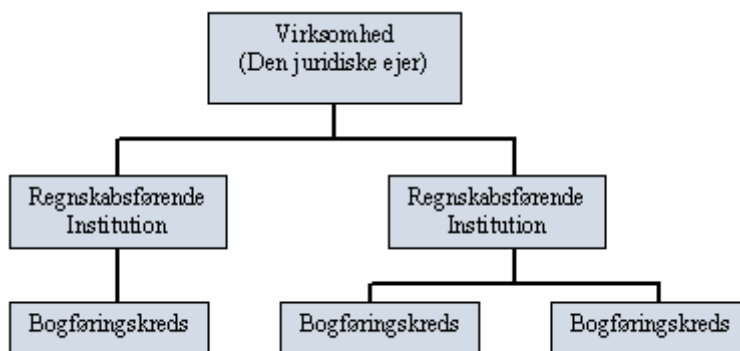 Virksomhed
(Den juridiske ejer)
Regnskabsførende
Institution
Regnskabsførende
Institution
Bogføringskreds
Bogføringskreds
Bogføringskreds